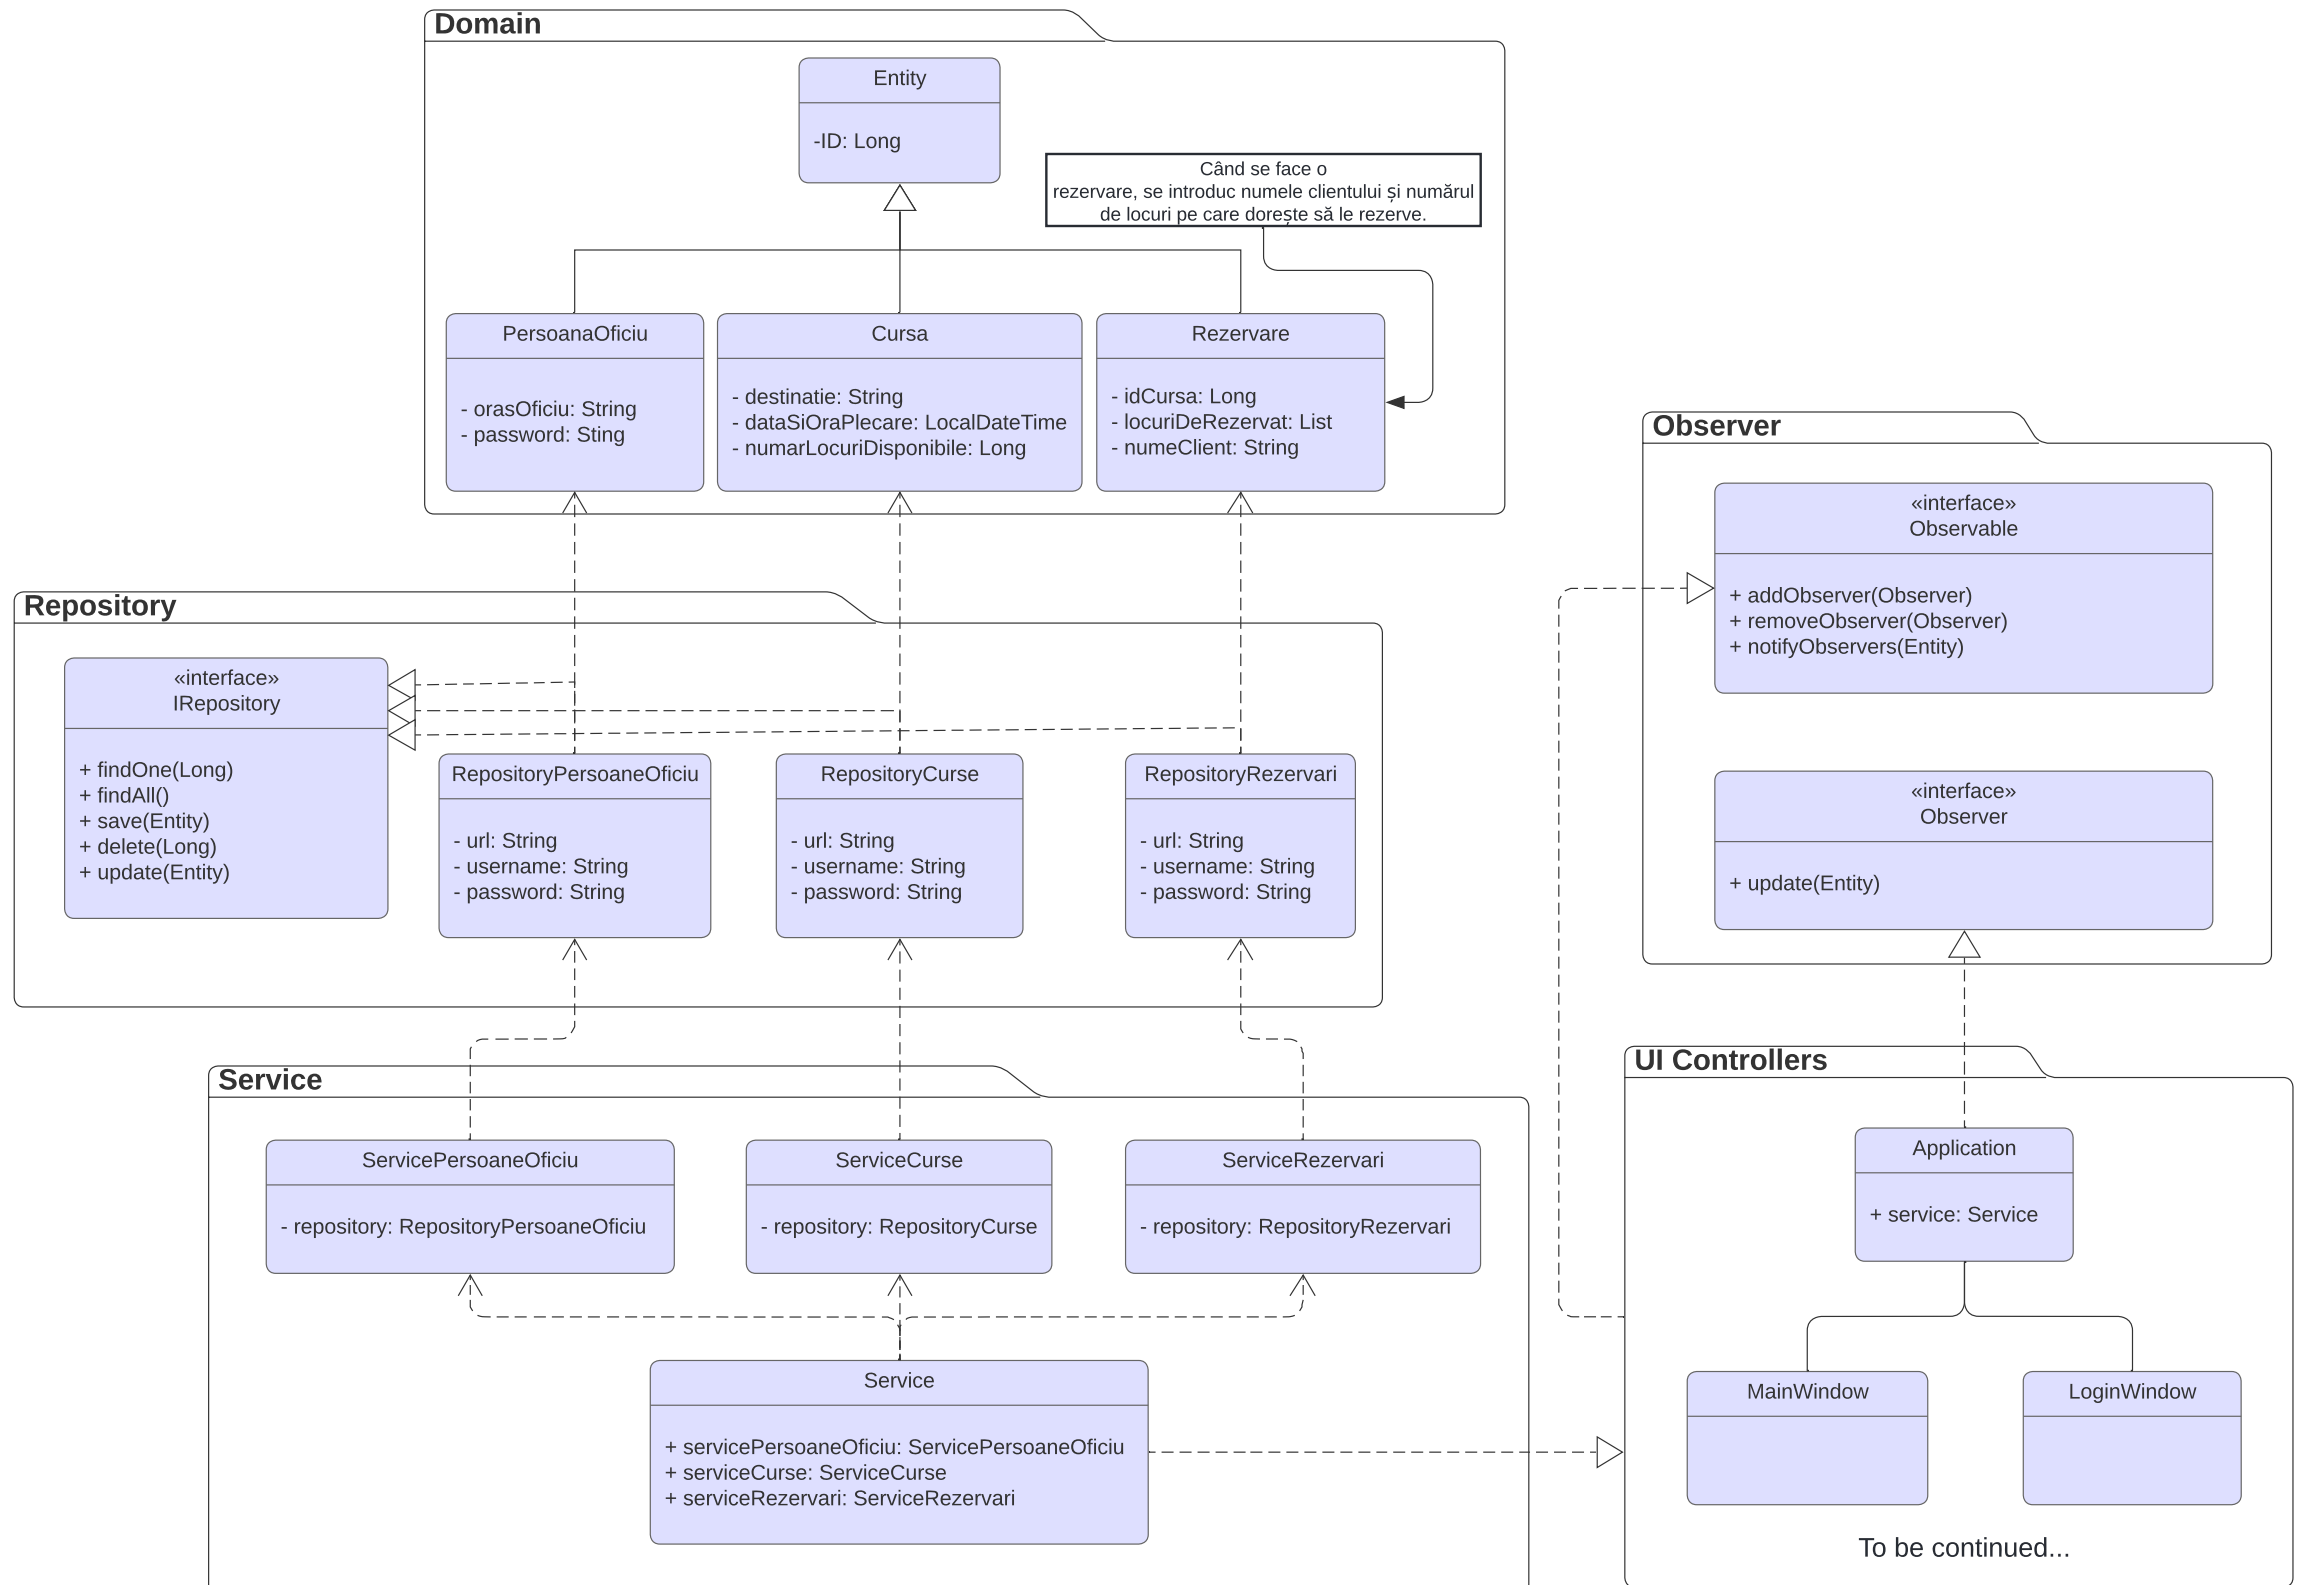 Domain
Entity
-ID: Long
Când se face o
rezervare, se introduc numele clientului și numărul
de locuri pe care dorește să le rezerve.
PersoanaOficiu
- orasOficiu: String
- password: Sting
Cursa
- destinatie: String
- dataSiOraPlecare: LocalDateTime
- numarLocuriDisponibile: Long
Rezervare
- idCursa: Long
- locuriDeRezervat: List
- numeClient: String
Repository
«interface»
IRepository
+ findOne(Long)
+ findAll()
+ save(Entity)
+ delete(Long)
+ update(Entity)
RepositoryPersoaneOficiu
- url: String
- username: String
- password: String
RepositoryCurse
- url: String
- username: String
- password: String
RepositoryRezervari
- url: String
- username: String
- password: String
Service
ServicePersoaneOficiu
- repository: RepositoryPersoaneOficiu
ServiceCurse
- repository: RepositoryCurse
ServiceRezervari
- repository: RepositoryRezervari
Service
+ servicePersoaneOficiu: ServicePersoaneOficiu
+ serviceCurse: ServiceCurse
+ serviceRezervari: ServiceRezervari
Observer
«interface»
Observable
+ addObserver(Observer)
+ removeObserver(Observer)
+ notifyObservers(Entity)
«interface»
Observer
+ update(Entity)
UI Controllers
Application
+ service: Service
MainWindow
LoginWindow
To be continued...